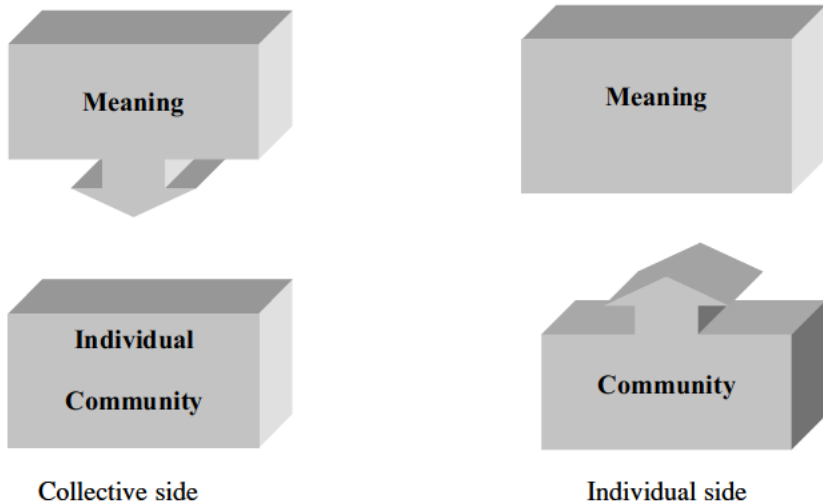 Meaning
Meaning
Individual
Community
Community
Collective side
Individual side